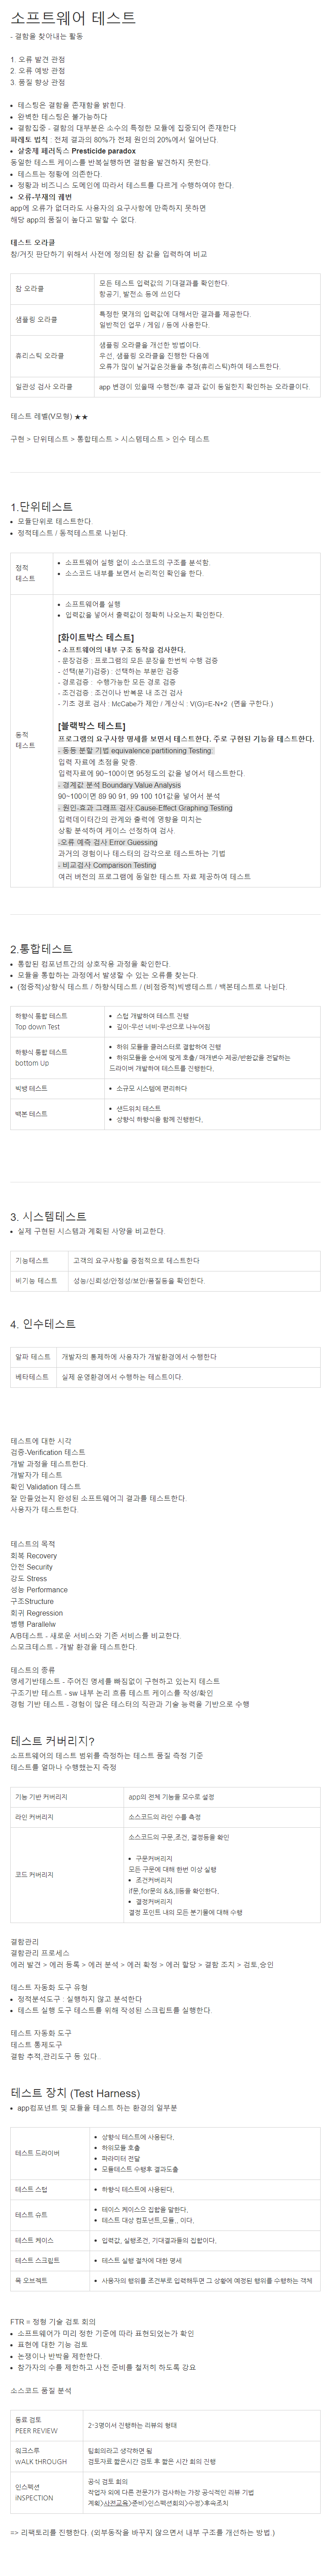 소프트웨어 테스트
- 결함을 찾아내는 활동
1. 오류 발견 관점
2. 오류 예방 관점
3. 품질 향상 관점
• 테스팅은 결함을 존재함을 밝힌다.
• 완벽한 테스팅은 불가능하다
• 결함집중 - 결함의 대부분은 소수의 특정한 모듈에 집중되어 존재한다
파레토 법칙 : 전체 결과의 80%가 전체 원인의 20%에서 일어난다.
• 살충제 패러독스 Presticide paradox
동일한 테스트 케이스를 반복실행하면 결함을 발견하지 못한다.
• 테스트는 정황에 의존한다.
• 정황과 비즈니스 도메인에 따라서 테스트를 다르게 수행하여야 한다.
• 오류-부재의 궤변
app에 오류가 없더라도 사용자의 요구사항에 만족하지 못하면
해당 app의 품질이 높다고 말할 수 없다.
테스트 오라클
참/거짓 판단하기 위해서 사전에 정의된 참 값을 입력하여 비교
참 오라클
모든 테스트 입력값의 기대결과를 확인한다.
항공기, 발전소 등에 쓰인다
샘플링 오라클
특정한 몇개의 입력값에 대해서만 결과를 제공한다.
일반적인 업무 / 게임 / 등에 사용한다.
휴리스틱 오라클
샘플링 오라클을 개선한 방법이다.
우선, 샘플링 오라클을 진행한 다음에
오류가 많이 날거같은것들을 추정(휴리스틱)하여 테스트한다.
일관성 검사 오라클
app 변경이 있을때 수행전/후 결과 값이 동일한지 확인하는 오라클이다.
테스트 레벨(V모형) ★★
구현 > 단위테스트 > 통합테스트 > 시스템테스트 > 인수 테스트
1.단위테스트
• 모듈단위로 테스트한다.
• 정적테스트 / 동적테스트로 나뉜다.
정적
테스트
• 소프트웨어 실행 없이 소스코드의 구조를 분석함.
• 소스코드 내부를 보면서 논리적인 확인을 한다.
동적
테스트
• 소프트웨어를 실행
• 입력값을 넣어서 출력값이 정확히 나오는지 확인한다.
[화이트박스 테스트]
- 소프트웨어의 내부 구조 동작을 검사한다.
- 문장검증 : 프로그램의 모든 문장을 한번씩 수행 검증
- 선택(분기)검증) : 선택하는 부분만 검증
- 경로검증 : 수행가능한 모든 경로 검증
- 조건검증 : 조건이나 반복문 내 조건 검사
- 기초 경로 검사 : McCabe가 제안 / 계산식 : V(G)=E-N+2 (면을 구한다.)
[블랙박스 테스트]
프로그램의 요구사항 명세를 보면서 테스트한다. 주로 구현된 기능을 테스트한다.
- 동등 분할 기법 equivalence partitioning Testing:
입력 자료에 초점을 맞춤.
입력자료에 90~100이면 95정도의 값을 넣어서 테스트한다.
- 경계값 분석 Boundary Value Analysis
90~100이면 89 90 91, 99 100 101값을 넣어서 분석
- 원인-효과 그래프 검사 Cause-Effect Graphing Testing
입력데이터간의 관계와 출력에 영향을 미치는
상황 분석하여 케이스 선정하여 검사.
-오류 예측 검사 Error Guessing
과거의 경험이나 테스터의 감각으로 테스트하는 기법
- 비교검사 Comparison Testing
여러 버전의 프로그램에 동일한 테스트 자료 제공하여 테스트
2.통합테스트
• 통합된 컴포넌트간의 상호작용 과정을 확인한다.
• 모듈을 통합하는 과정에서 발생할 수 있는 오류를 찾는다.
• (점증적)상향식 테스트 / 하향식테스트 / (비점증적)빅뱅테스트 / 백본테스트로 나뉜다.
하향식 통합 테스트
Top down Test
• 스텁 개발하여 테스트 진행
• 깊이-우선 너비-우선으로 나누어짐
하향식 통합 테스트
bottom Up
• 하위 모듈을 클러스터로 결합하여 진행
• 하위모듈을 순서에 맞게 호출/ 매개변수 제공/반환값을 전달하는
드라이버 개발하여 테스트를 진행한다.
빅뱅 테스트
• 소규모 시스템에 편리하다
백본 테스트
• 샌드위치 테스트
• 상향식 하향식을 함께 진행한다.
3. 시스템테스트
• 실제 구현된 시스템과 계획된 사양을 비교한다.
기능테스트
고객의 요구사항을 중점적으로 테스트한다
비기능 테스트
성능/신뢰성/안정성/보안/품질등을 확인한다.
4. 인수테스트
알파 테스트
개발자의 통제하에 사용자가 개발환경에서 수행한다
베타테스트
실제 운영환경에서 수행하는 테스트이다.
테스트에 대한 시각
검증-Verification 테스트
개발 과정을 테스트한다.
개발자가 테스트
확인 Validation 테스트
잘 만들었는지 완성된 소프트웨어긔 결과를 테스트한다.
사용자가 테스트한다.
테스트의 목적
회복 Recovery
안전 Security
강도 Stress
성능 Performance
구조Structure
회귀 Regression
병행 Parallelw
A/B테스트 - 새로운 서비스와 기존 서비스를 비교한다.
스모크테스트 - 개발 환경을 테스트한다.
테스트의 종류
명세기반테스트 - 주어진 명세를 빠짐없이 구현하고 있는지 테스트
구조기반 테스트 - sw 내부 논리 흐름 테스트 케이스를 작성/확인
경험 기반 테스트 - 경험이 많은 테스터의 직관과 기술 능력을 기반으로 수행
테스트 커버리지?
소프트웨어의 테스트 범위를 측정하는 테스트 품질 측정 기준
테스트를 얼마나 수행했는지 측정
기능 기반 커버리지
app의 전체 기능을 모수로 설정
라인 커버리지
소스코드의 라인 수를 측정
코드 커버리지
소스코드의 구문,조건, 결정등을 확인
• 구문커버리지
모든 구문에 대해 한번 이상 실행
• 조건커버리지
if문,for문의 &&,||등을 확인한다.
• 결정커버리지
결정 포인트 내의 모든 분기물에 대해 수행
결함관리
결함관리 프로세스
에러 발견 > 에러 등록 > 에러 분석 > 에러 확정 > 에러 할당 > 결함 조치 > 검토,승인
테스트 자동화 도구 유형
• 정적분석도구 : 실행하지 않고 분석한다
• 테스트 실행 도구 테스트를 위해 작성된 스크립트를 실행한다.
테스트 자동화 도구
테스트 통제도구
결함 추적,관리도구 등 있다..
테스트 장치 (Test Harness)
• app컴포넌트 및 모듈을 테스트 하는 환경의 일부분
테스트 드라이버
• 상향식 테스트에 사용된다.
• 하위모듈 호출
• 파라미터 전달
• 모듈테스트 수행후 결과도출
테스트 스텁
• 하향식 테스트에 사용된다.
테스트 슈트
• 테이스 케이스으 집합을 말한다.
• 테스트 대상 컴포넌트,모듈,, 이다.
테스트 케이스
• 입력값, 실행조건, 기대결과들의 집합이다.
테스트 스크립트
• 테스트 실행 절차에 대한 명세
목 오브젝트
• 사용자의 행위를 조건부로 입력해두면 그 상황에 예정된 행위를 수행하는 객체
FTR = 정형 기술 검토 회의
• 소프트웨어가 미리 정한 기준에 따라 표현되었는가 확인
• 표현에 대한 기능 검토
• 논쟁이나 반박을 제한한다.
• 참가자의 수를 제한하고 사전 준비를 철저히 하도록 강요
소스코드 품질 분석
동료 검토
PEER REVIEW
2-3명이서 진행하는 리뷰의 형태
워크스루
wALK tHROUGH
팀회의라고 생각하면 됨
검토자료 짧은시간 검토 후 짧은 시간 회의 진행
인스펙션
iNSPECTION
공식 검토 회의
작업자 외에 다른 전문가가 검사하는 가장 공식적인 리뷰 기법
계획>사전교육>준비>인스펙션회의>수정>후속조치
=> 리팩토리를 진행한다. (외부동작을 바꾸지 않으면서 내부 구조를 개선하는 방법.)